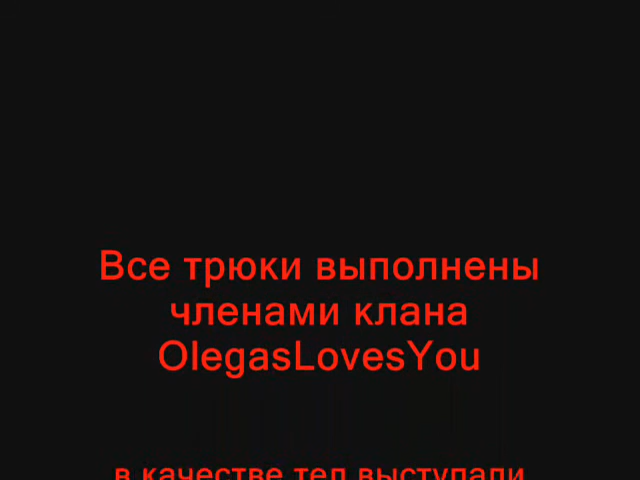 Все трюки выполнены
членами клана
OlegasLovesYou
в качестве тел выступали